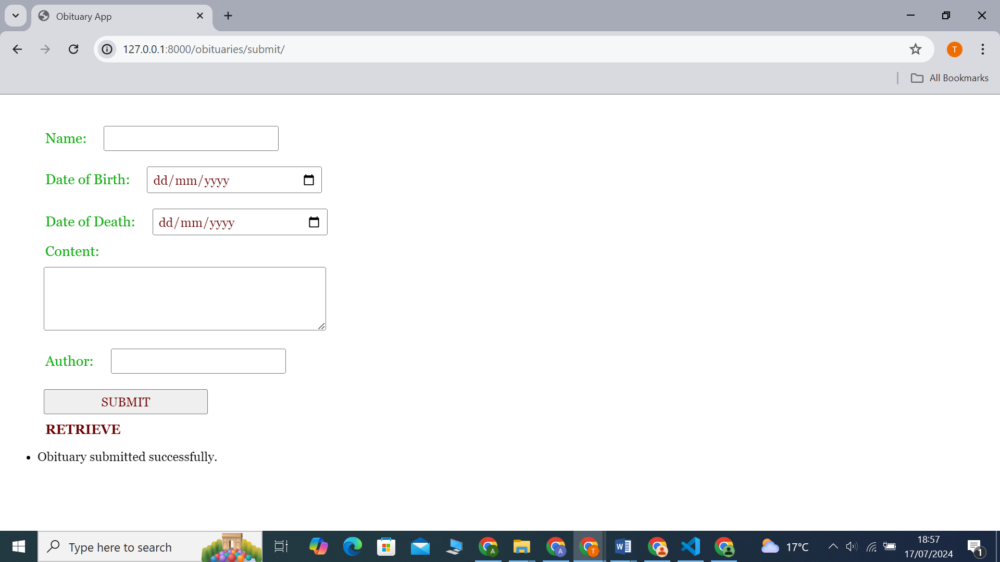 Obituary App
127.0.0.1:8000/obituaries/submit/
T
All Bookmarks
Name:
Date of Birth: dd/mm/yyyy
Date of Death: dd/mm/yyyy
Content:
Author:
SUBMIT
RETRIEVE
• Obituary submitted successfully.
Type here to search
A
A
T
W
17°C
18:57
17/07/2024
1